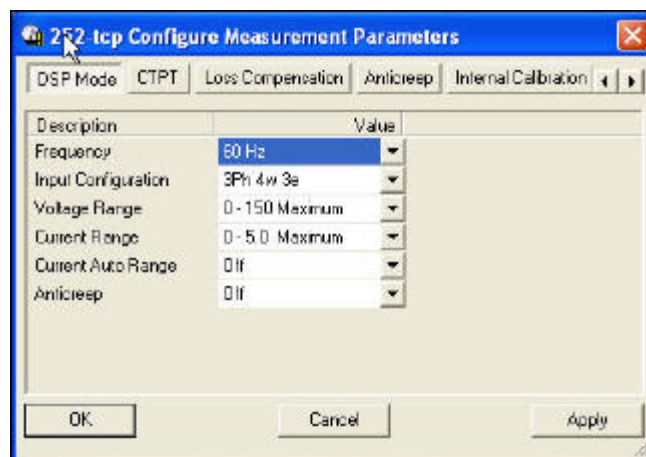 252-tcp Configure Measurement Parameters
DSP Mode CTPT Loss Compensation Anticreep Internal Calibration
Description Value
Frequency 60 Hz
Input Configuration 3Ph 4w 3e
Voltage Range 0 - 150 Maximum
Current Range 0 - 5.0 Maximum
Current Auto Range Off
Anticreep Off
OK Cancel Apply